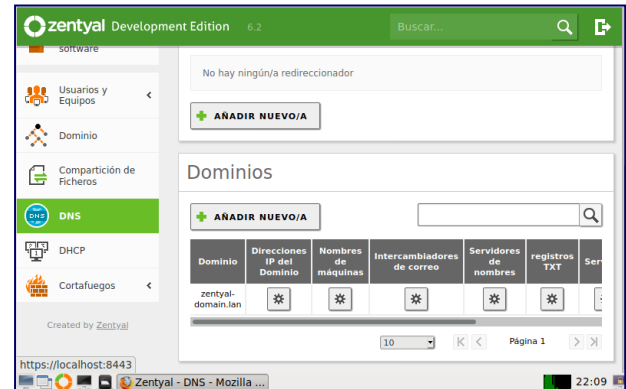 zentyal Development Edition 6.2
Buscar...
software
Usuarios y
Equipos
Dominio
Compartición de
Ficheros
DNS
DNS
DHCP
Cortafuegos
Created by Zentyal
No hay ningún/a redireccionador
AÑADIR NUEVO/A
Dominios
AÑADIR NUEVO/A
Dominio
Direcciones
IP del
Dominio
Nombres
de
máquinas
Intercambiadores
de correo
Servidores
de
nombres
registros
TXT
Ser
zentyal-
domain.lan
10
Página 1
https://localhost:8443
Zentyal - DNS - Mozilla ...
22:09